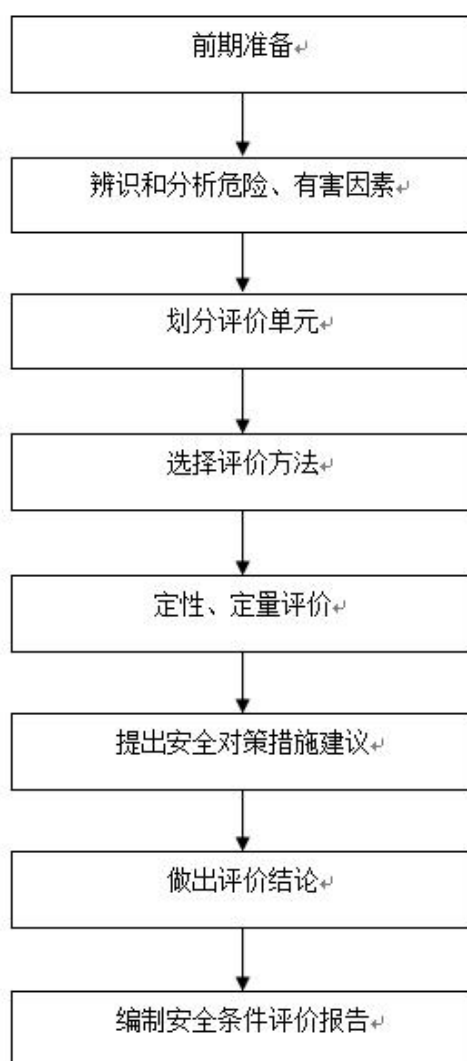 前期准备
辨识和分析危险、有害因素
划分评价单元
选择评价方法
定性、定量评价
提出安全对策措施建议
做出评价结论
编制安全条件评价报告